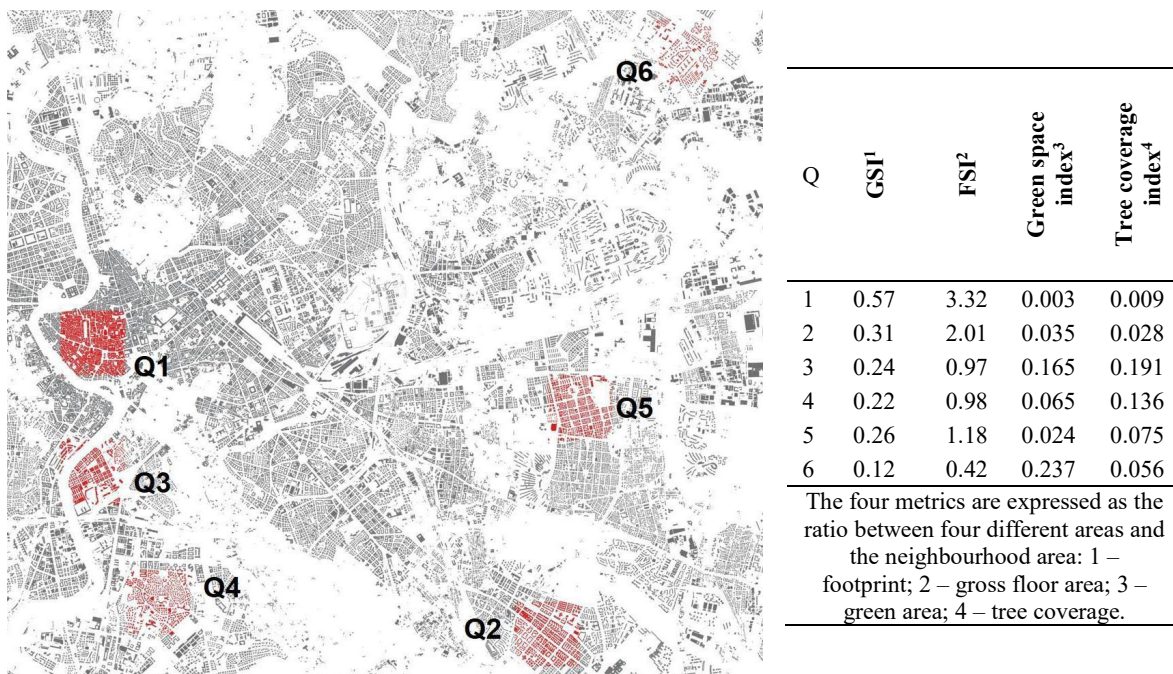 Q6
Q1
Q5
Q3
Q4
Q2
Q GSI1 FSI2 Green space index3 Tree coverage index4
1 0.57 3.32 0.003 0.009
2 0.31 2.01 0.035 0.028
3 0.24 0.97 0.165 0.191
4 0.22 0.98 0.065 0.136
5 0.26 1.18 0.024 0.075
6 0.12 0.42 0.237 0.056
The four metrics are expressed as the
ratio between four different areas and
the neighbourhood area: 1 –
footprint; 2 – gross floor area; 3 –
green area; 4 – tree coverage.